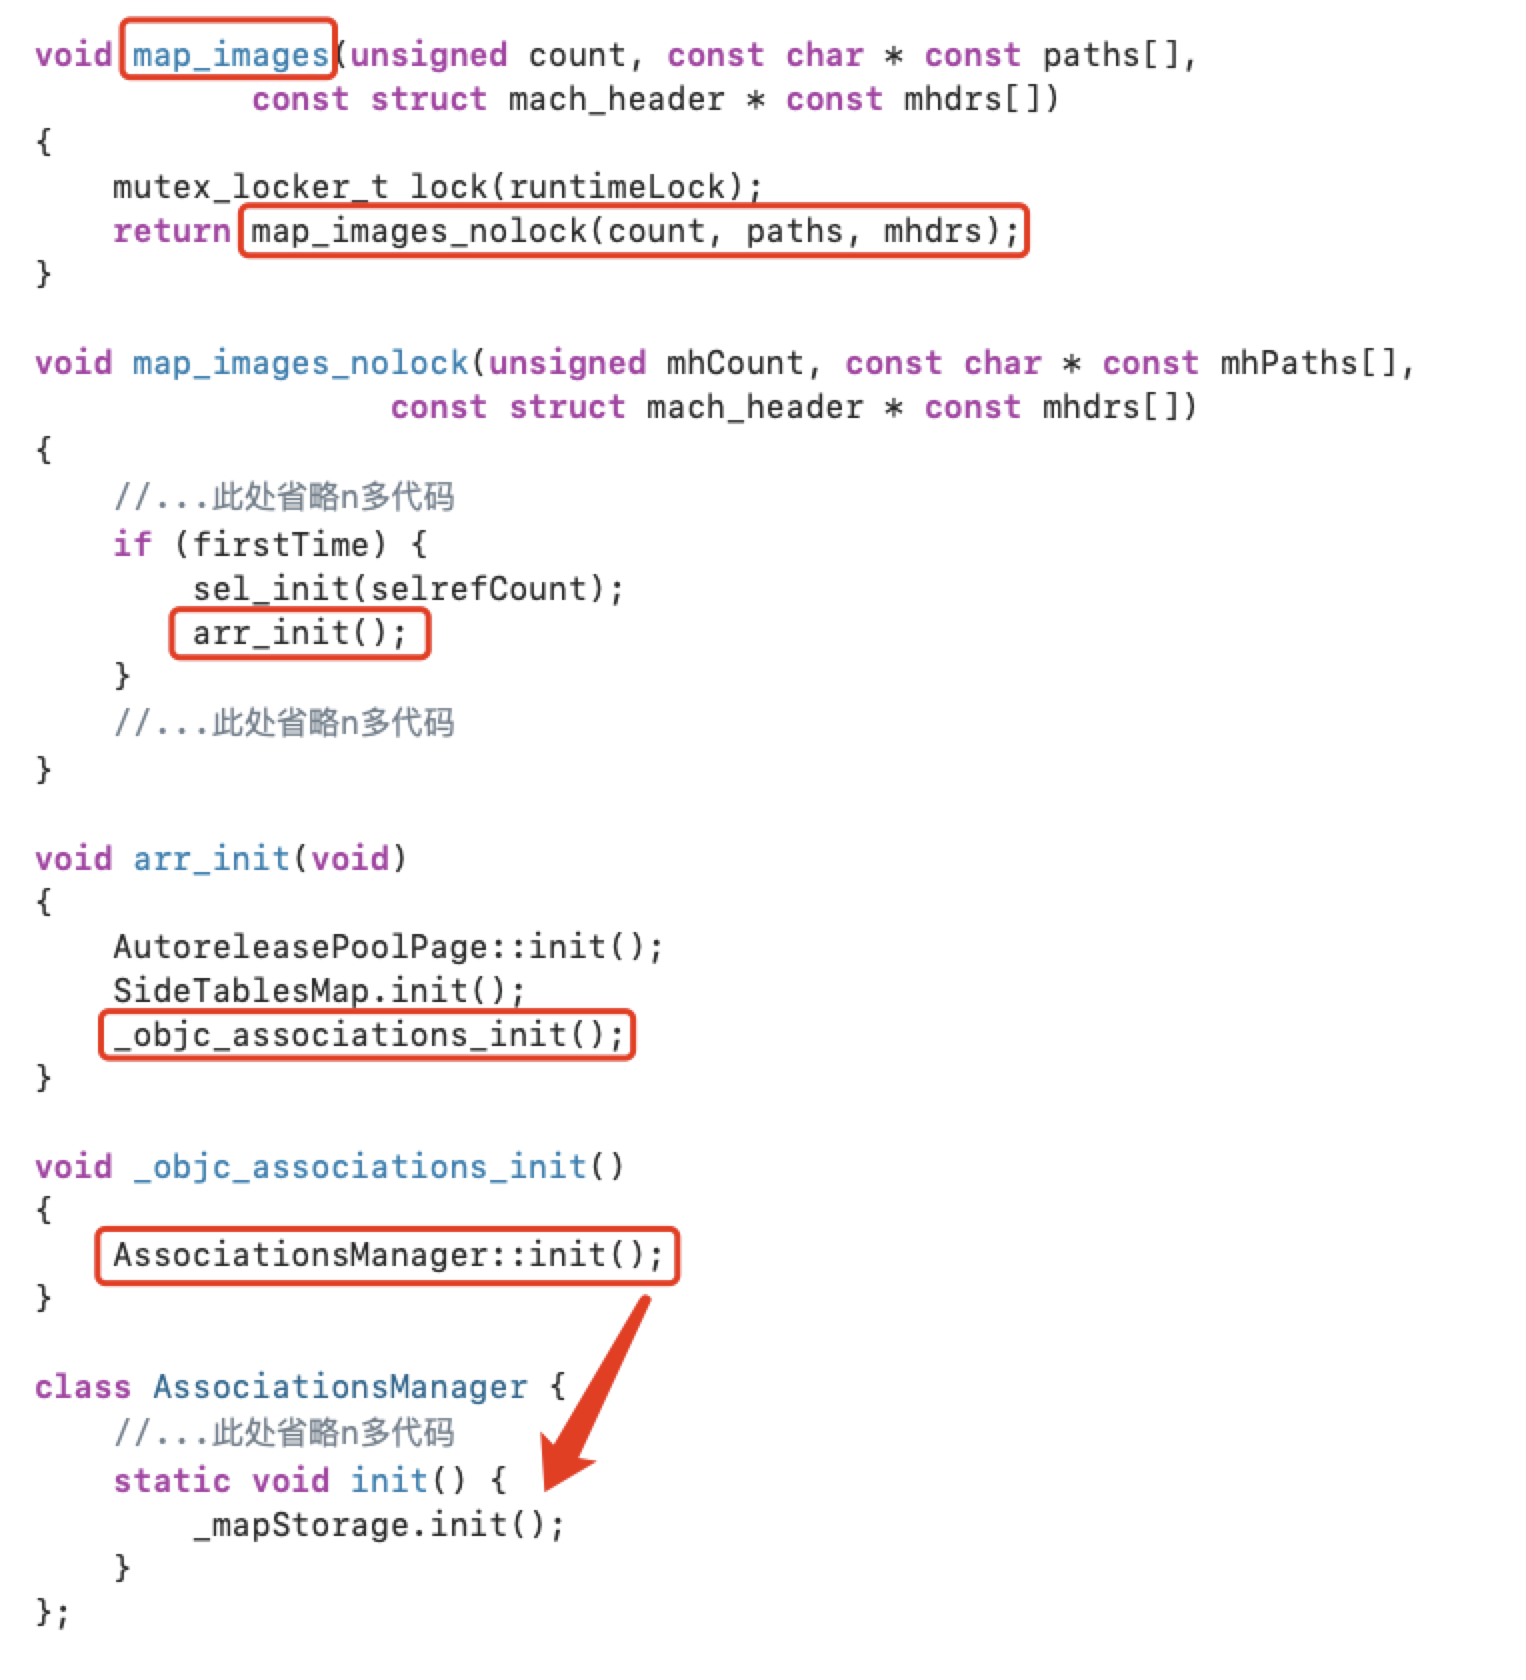 void map_images(unsigned count, const char * const paths[],
           const struct mach_header * const mhdrs[])
{
    mutex_locker_t lock(runtimeLock);
    return map_images_nolock(count, paths, mhdrs);
}

void map_images_nolock(unsigned mhCount, const char * const mhPaths[],
                  const struct mach_header * const mhdrs[])
{
    //...此处省略n多代码
    if (firstTime) {
        sel_init(selrefCount);
        arr_init();
    }
    //...此处省略n多代码
}

void arr_init(void)
{
    AutoreleasePoolPage::init();
    SideTablesMap.init();
    _objc_associations_init();
}

void _objc_associations_init()
{
    AssociationsManager::init();
}

class AssociationsManager {
    //...此处省略n多代码
    static void init() {
        _mapStorage.init();
    }
};